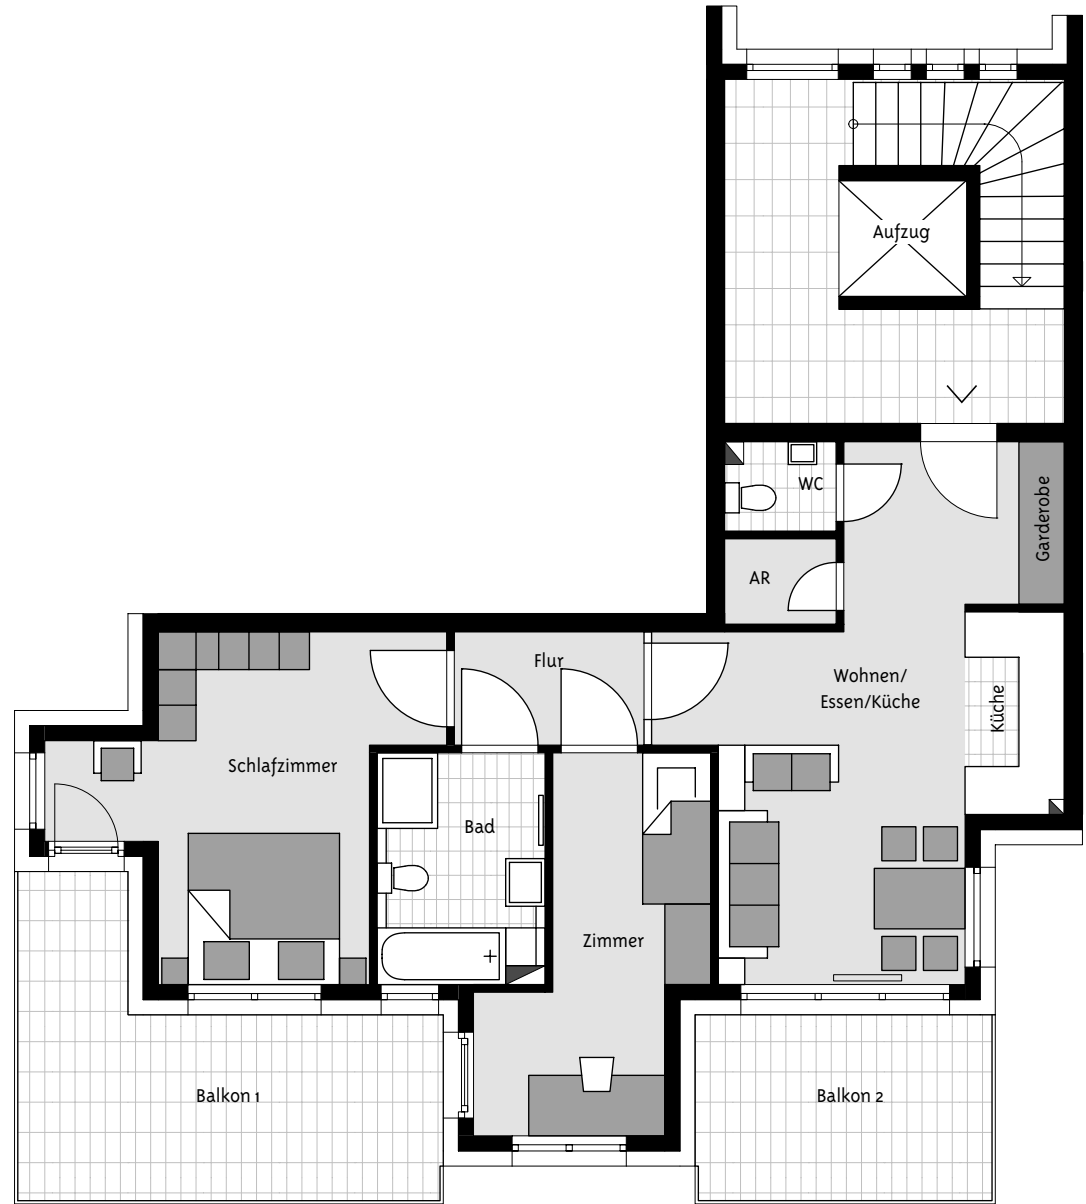 Aufzug
WC
Garderobe
AR
Flur
Wohnen/
Essen/Küche
Küche
Schlafzimmer
Bad
Zimmer
Balkon 1
Balkon 2